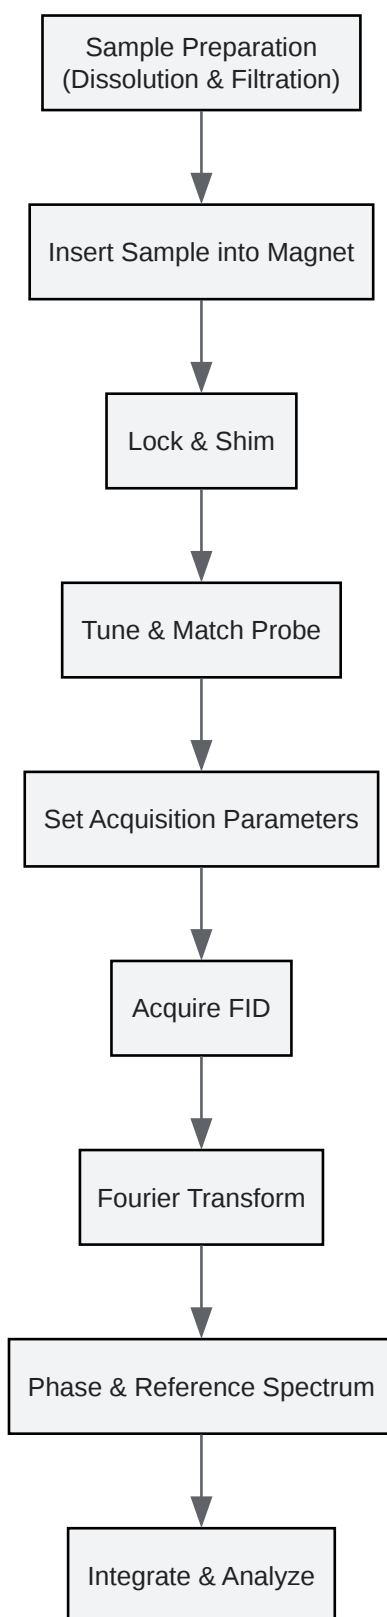 Sample Preparation
(Dissolution & Filtration)
Insert Sample into Magnet
Lock & Shim
Tune & Match Probe
Set Acquisition Parameters
Acquire FID
Fourier Transform
Phase & Reference Spectrum
Integrate & Analyze